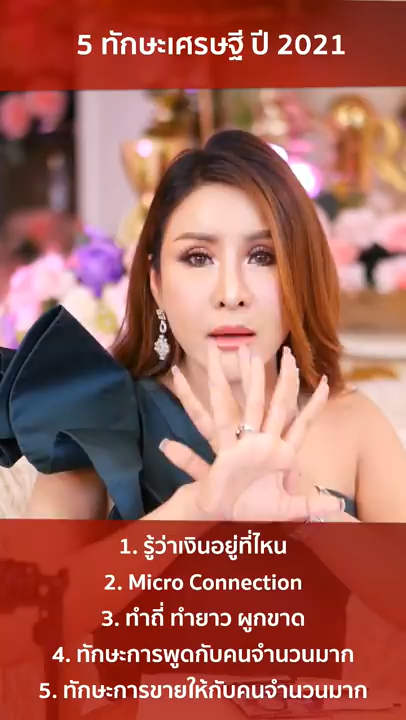 5 ทักษะเศรษฐี ปี 2021
1. รู้ว่าเงินอยู่ที่ไหน
2. Micro Connection
3. ทำถี่ ทำยาว ผูกขาด
4. ทักษะการพูดกับคนจำนวนมาก
5. ทักษะการขายให้กับคนจำนวนมาก